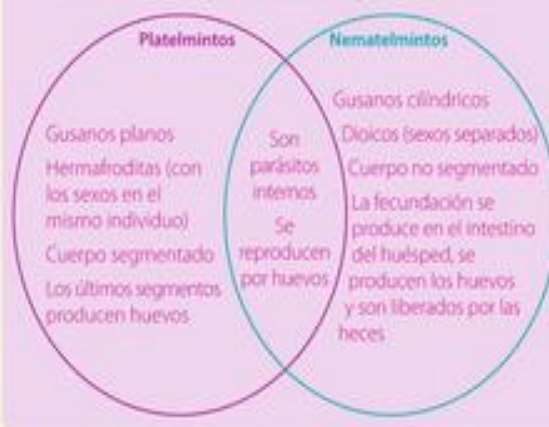 Platelmintos
Gusanos planos
Hermafroditas (con
los sexos en el
mismo individuo)
Cuerpo segmentado
Los últimos segmentos
producen huevos
Son
parásitos
internos
Se
reproducen
por huevos
Nematelmintos
Gusanos cilíndricos
Dioicos (sexos separados)
Cuerpo no segmentado
La fecundación se
produce en el intestino
del huésped, se
producen los huevos
y son liberados por las
heces